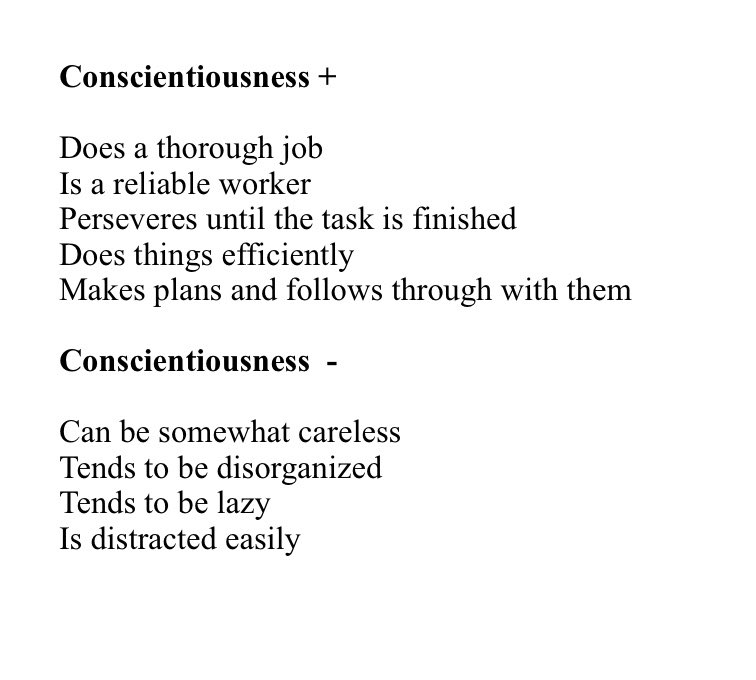 Conscientiousness +
Does a thorough job
Is a reliable worker
Perseveres until the task is finished
Does things efficiently
Makes plans and follows through with them
Conscientiousness -
Can be somewhat careless
Tends to be disorganized
Tends to be lazy
Is distracted easily